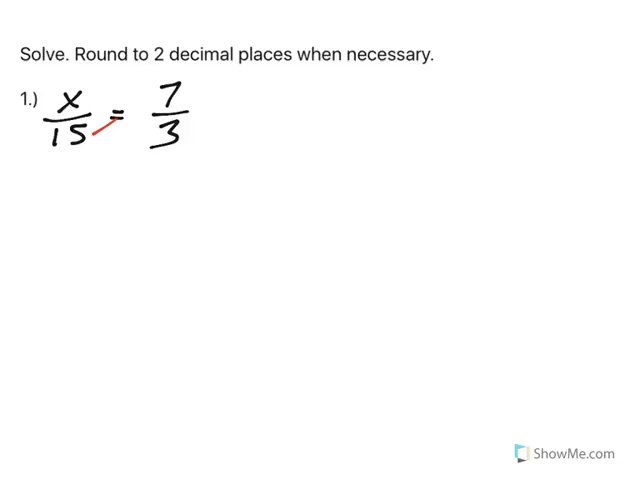 Solve. Round to 2 decimal places when necessary.
1.) x/15 = 7/3
ShowMe.com